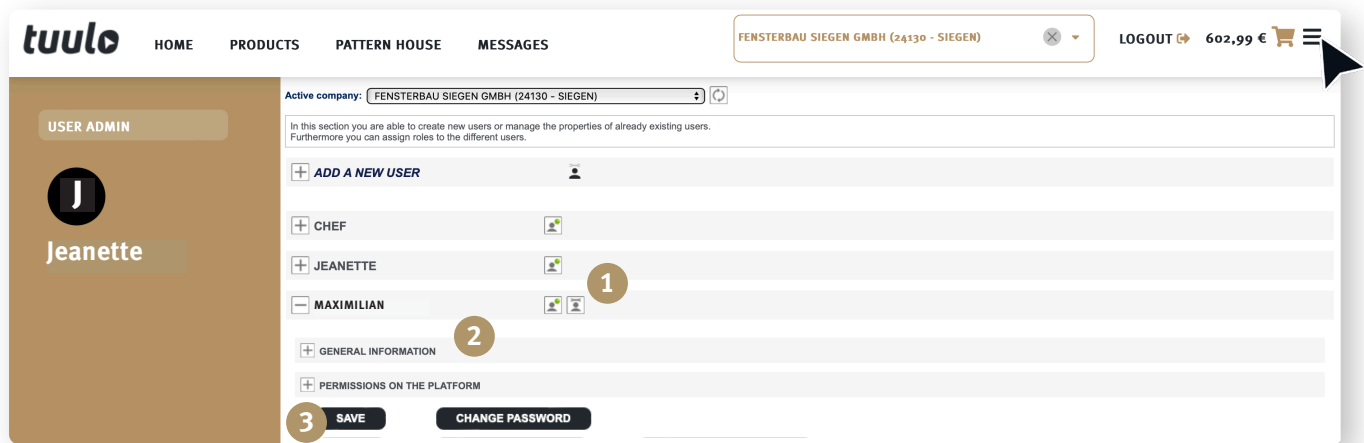 tuulo
HOME PRODUCTS PATTERN HOUSE MESSAGES
FENSTERBAU SIEGEN GMBH (24130 - SIEGEN)
LOGOUT 602,99 €
USER ADMIN
J
Jeanette
Active company: FENSTERBAU SIEGEN GMBH (24130 - SIEGEN)
In this section you are able to create new users or manage the properties of already existing users.
Furthermore you can assign roles to the different users.
ADD A NEW USER
CHEF
JEANETTE
1
MAXIMILIAN
2
GENERAL INFORMATION
PERMISSIONS ON THE PLATFORM
3 SAVE CHANGE PASSWORD